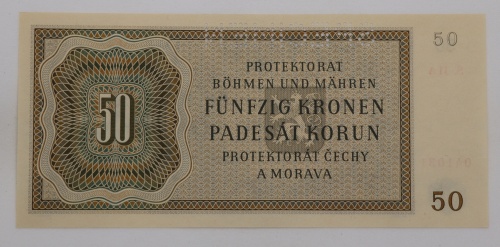 50
PROTEKTORAT
BÖHMEN UND MÄHREN
FÜNFZIG KRONEN
PADESÁT KORUN
PROTEKTORÁT ČECHY
A MORAVA
50
50